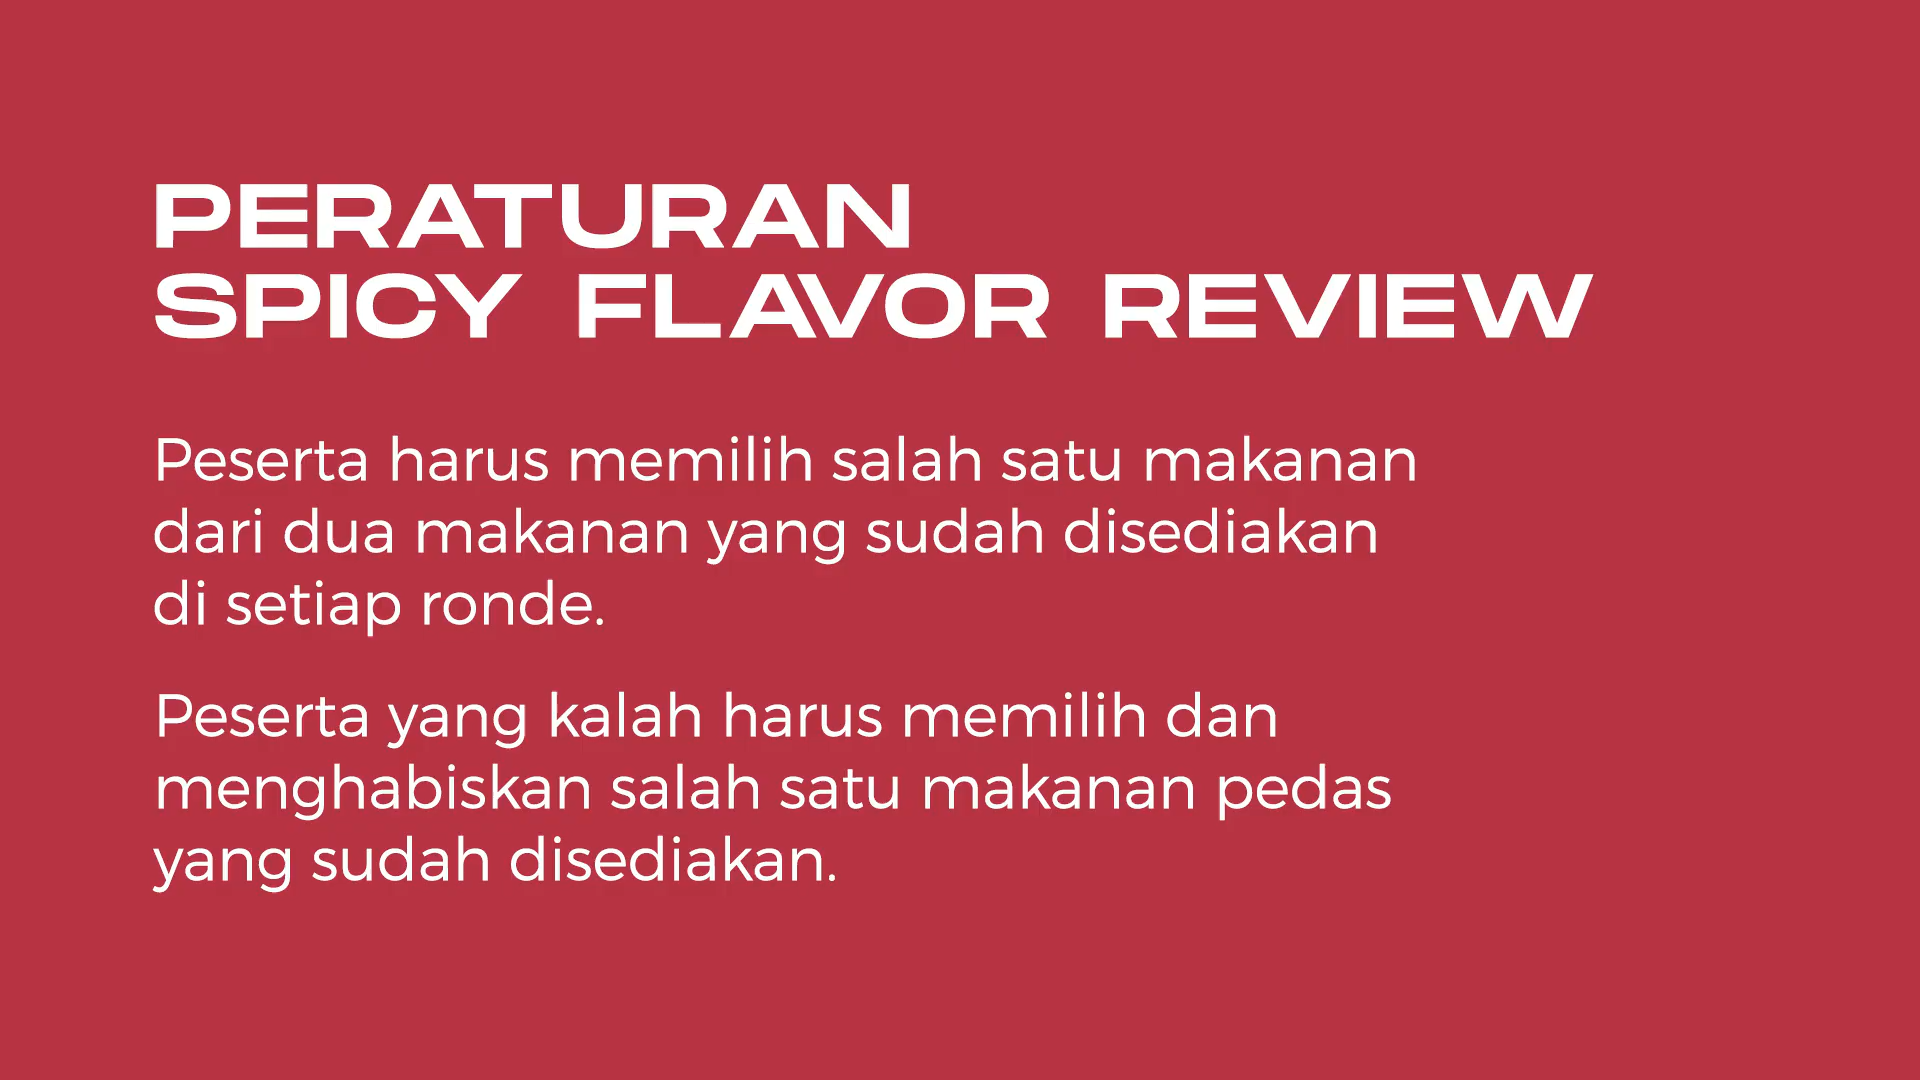 PERATURAN
SPICY FLAVOR REVIEW
Peserta harus memilih salah satu makanan
dari dua makanan yang sudah disediakan
di setiap ronde.
Peserta yang kalah harus memilih dan
menghabiskan salah satu makanan pedas
yang sudah disediakan.